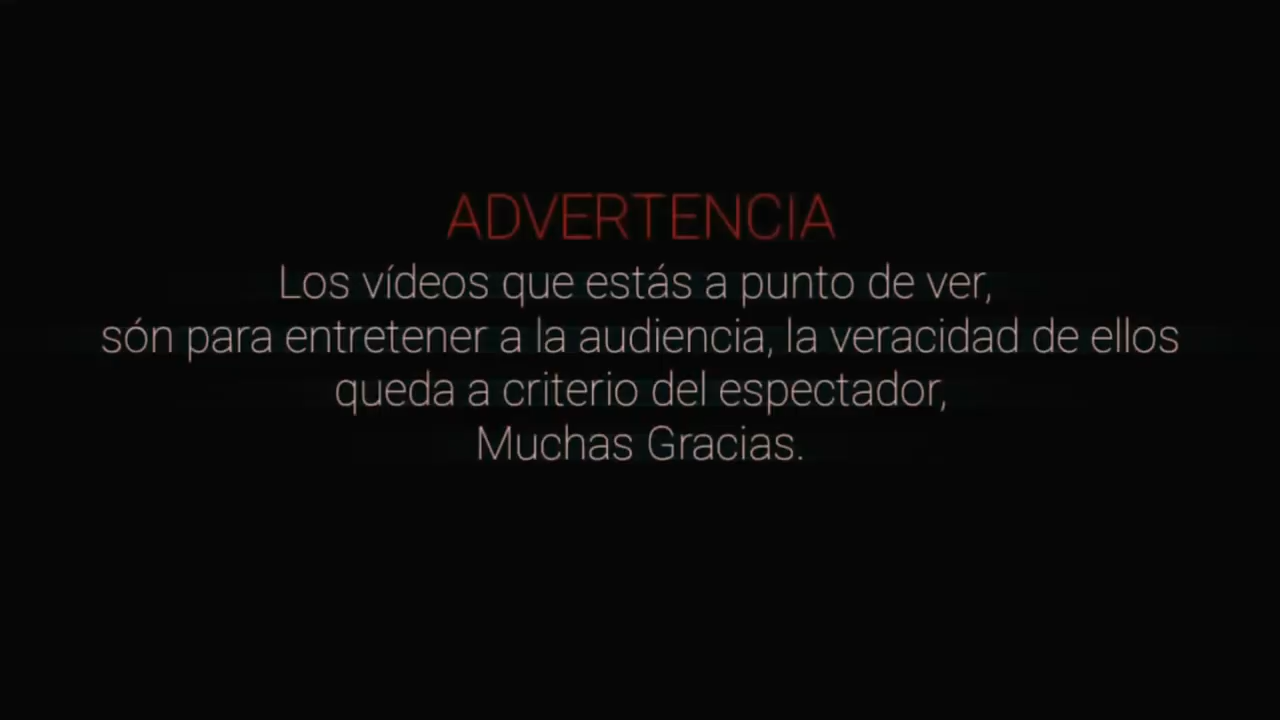 ADVERTENCIA
Los vídeos que estás a punto de ver,
són para entretener a la audiencia, la veracidad de ellos
queda a criterio del espectador,
Muchas Gracias.